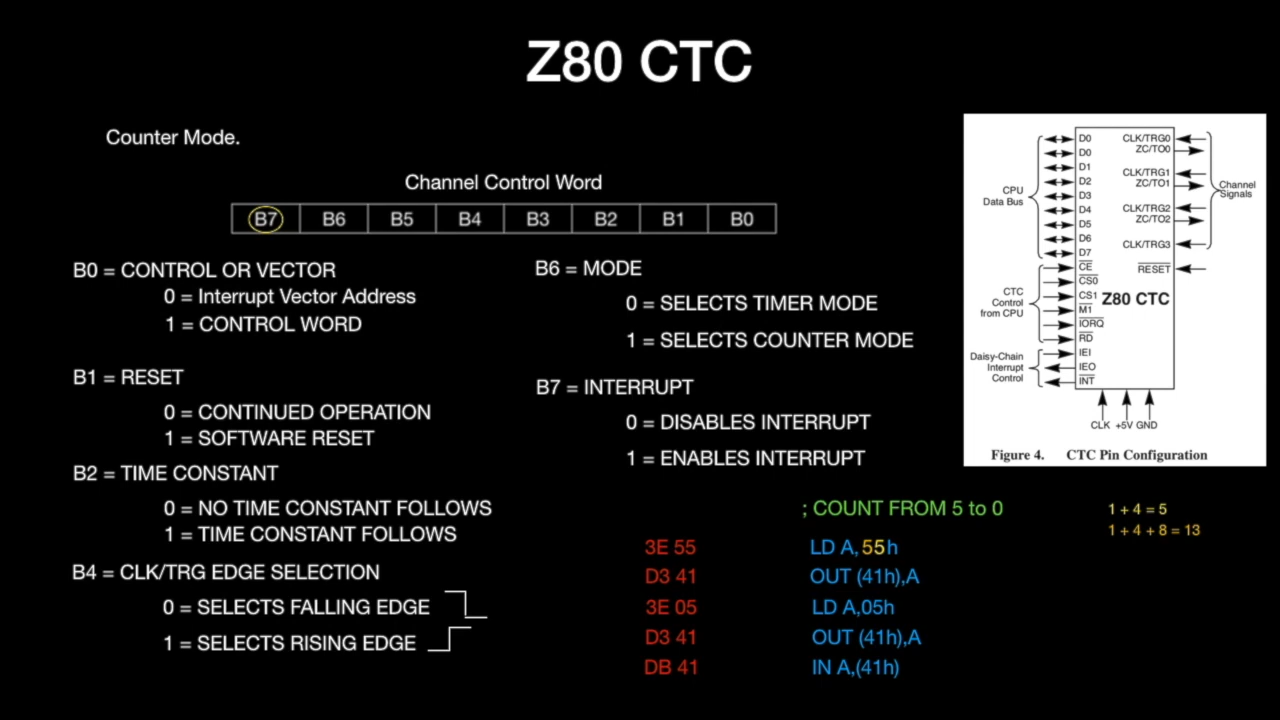 Z80 CTC
Counter Mode.
Channel Control Word
B7 B6 B5 B4 B3 B2 B1 B0
B0 = CONTROL OR VECTOR
0 = Interrupt Vector Address
1 = CONTROL WORD
B1 = RESET
0 = CONTINUED OPERATION
1 = SOFTWARE RESET
B2 = TIME CONSTANT
0 = NO TIME CONSTANT FOLLOWS
1 = TIME CONSTANT FOLLOWS
B4 = CLK/TRG EDGE SELECTION
0 = SELECTS FALLING EDGE
1 = SELECTS RISING EDGE
B6 = MODE
0 = SELECTS TIMER MODE
1 = SELECTS COUNTER MODE
B7 = INTERRUPT
0 = DISABLES INTERRUPT
1 = ENABLES INTERRUPT
; COUNT FROM 5 to 0
3E 55 LD A,55h
D3 41 OUT (41h),A
3E 05 LD A,05h
D3 41 OUT (41h),A
DB 41 IN A,(41h)
1 + 4 = 5
1 + 4 + 8 = 13
CPU
Data Bus
CTC
Control
from CPU
Daisy-Chain
Interrupt
Control
D0
D0
D1
D2
D3
D4
D5
D6
D7
CE
CS0
CS1
M1
IORQ
RD
IEI
IEO
INT
Z80 CTC
CLK/TRG0
ZC/TO0
CLK/TRG1
ZC/TO1
CLK/TRG2
ZC/TO2
CLK/TRG3
RESET
Channel
Signals
CLK +5V GND
Figure 4. CTC Pin Configuration